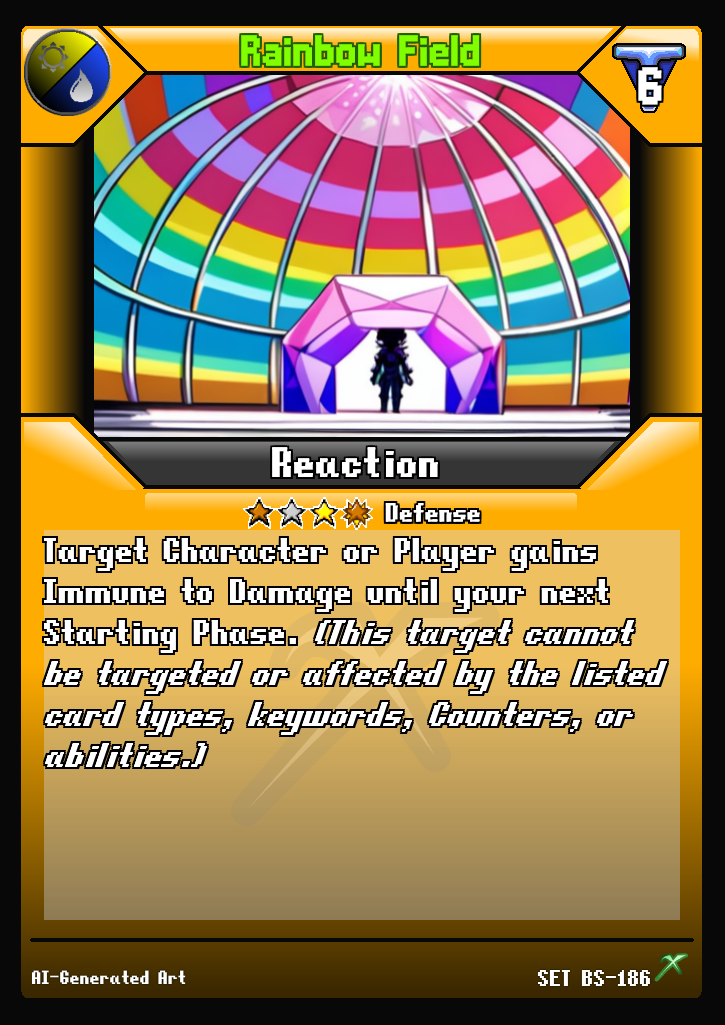 Rainbow Field
6
Reaction
Defense
Target Character or Player gains
Immune to Damage until your next
Starting Phase. (This target cannot
be targeted or affected by the listed
card types, keywords, Counters, or
abilities.)
AI-Generated Art
SET BS-186